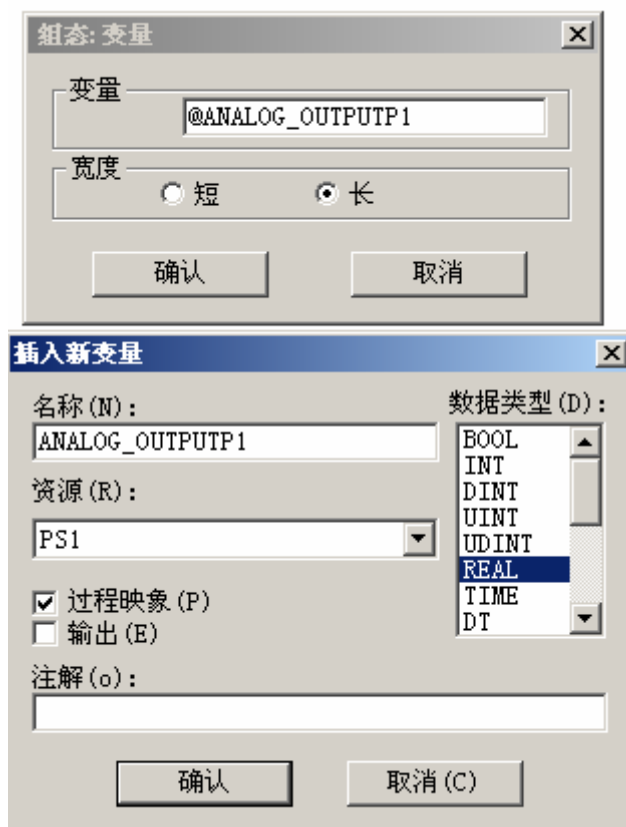 组态: 变量
变量
@ANALOG_OUTPUTP1
宽度
短 长
确认 取消
插入新变量
名称(N): 数据类型(D):
ANALOG_OUTPUTP1
BOOL
INT
DINT
UINT
UDINT
REAL
TIME
DT
资源(R):
PS1
过程映象(P)
输出(E)
注解(o):
确认 取消(C)